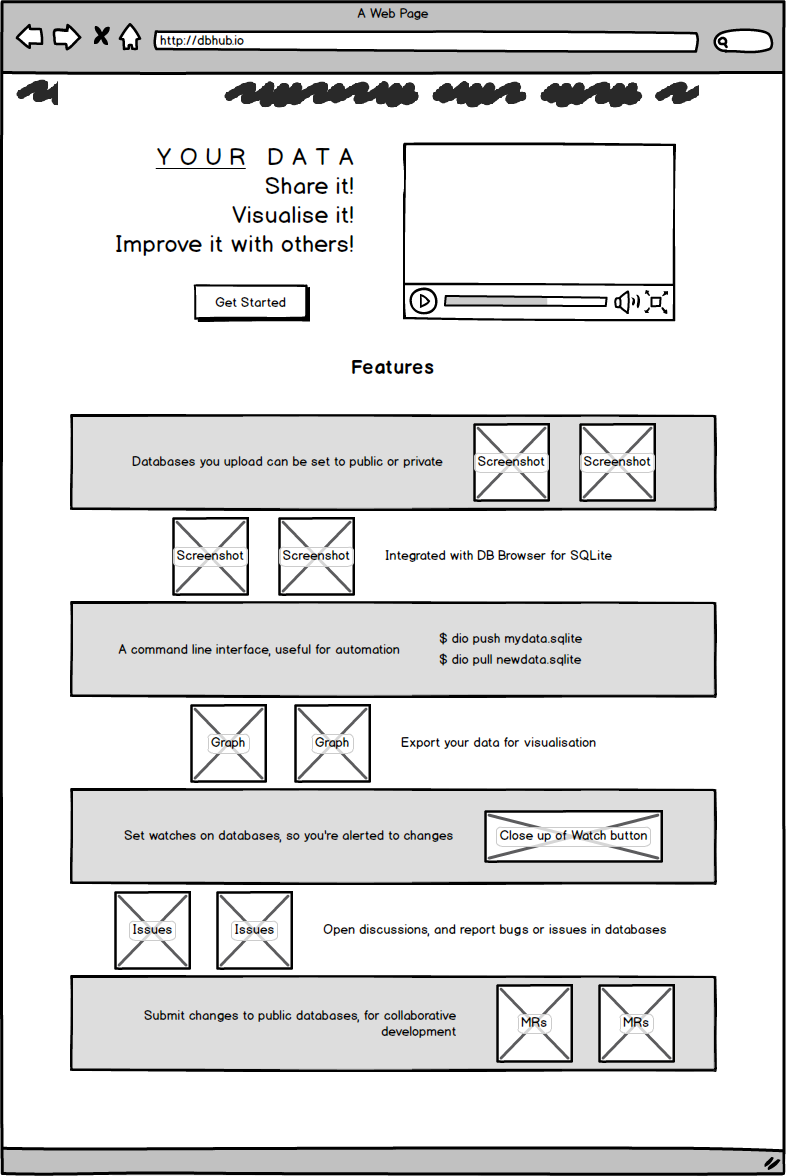 A Web Page
http://dbhub.io
YOUR DATA
Share it!
Visualise it!
Improve it with others!
Get Started
Features
Databases you upload can be set to public or private
Screenshot
Screenshot
Screenshot
Screenshot
Integrated with DB Browser for SQLite
A command line interface, useful for automation
$ dio push mydata.sqlite
$ dio pull newdata.sqlite
Graph
Graph
Export your data for visualisation
Set watches on databases, so you're alerted to changes
Close up of Watch button
Issues
Issues
Open discussions, and report bugs or issues in databases
Submit changes to public databases, for collaborative
development
MRs
MRs